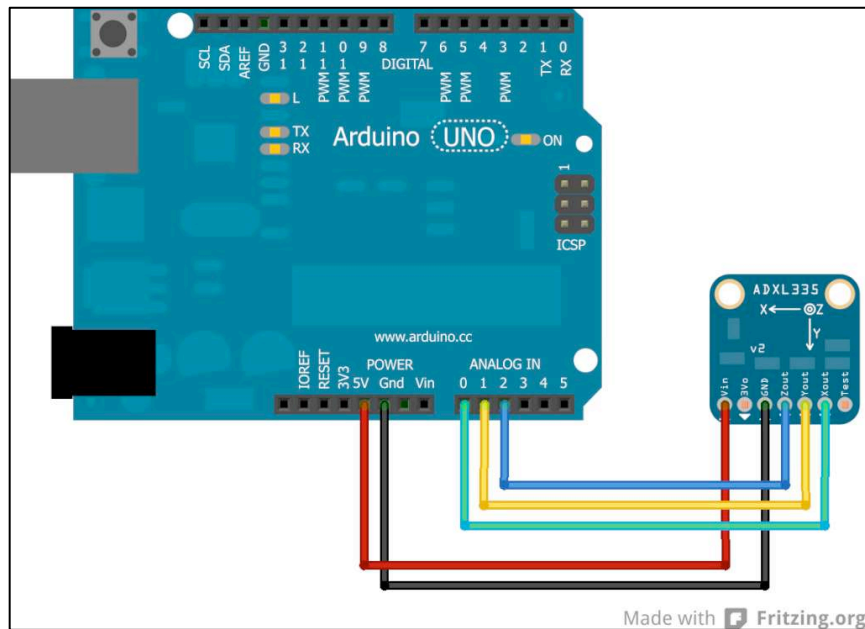 SCL
SDA
AREF
GND
13
12
11
PWM
10
PWM
9
PWM
8
DIGITAL
7
6
PWM
5
PWM
4
3
PWM
2
1
TX
0
RX
L
TX
RX
Arduino UNO
ON
1
ICSP
www.arduino.cc
POWER
ANALOG IN
IOREF
RESET
3V3
5V Gnd Vin
0 1 2 3 4 5
ADXL335
X Z
Y
v2
Vin
3Vo
GND
Zout
Yout
Xout
Test
Made with Fritzing.org